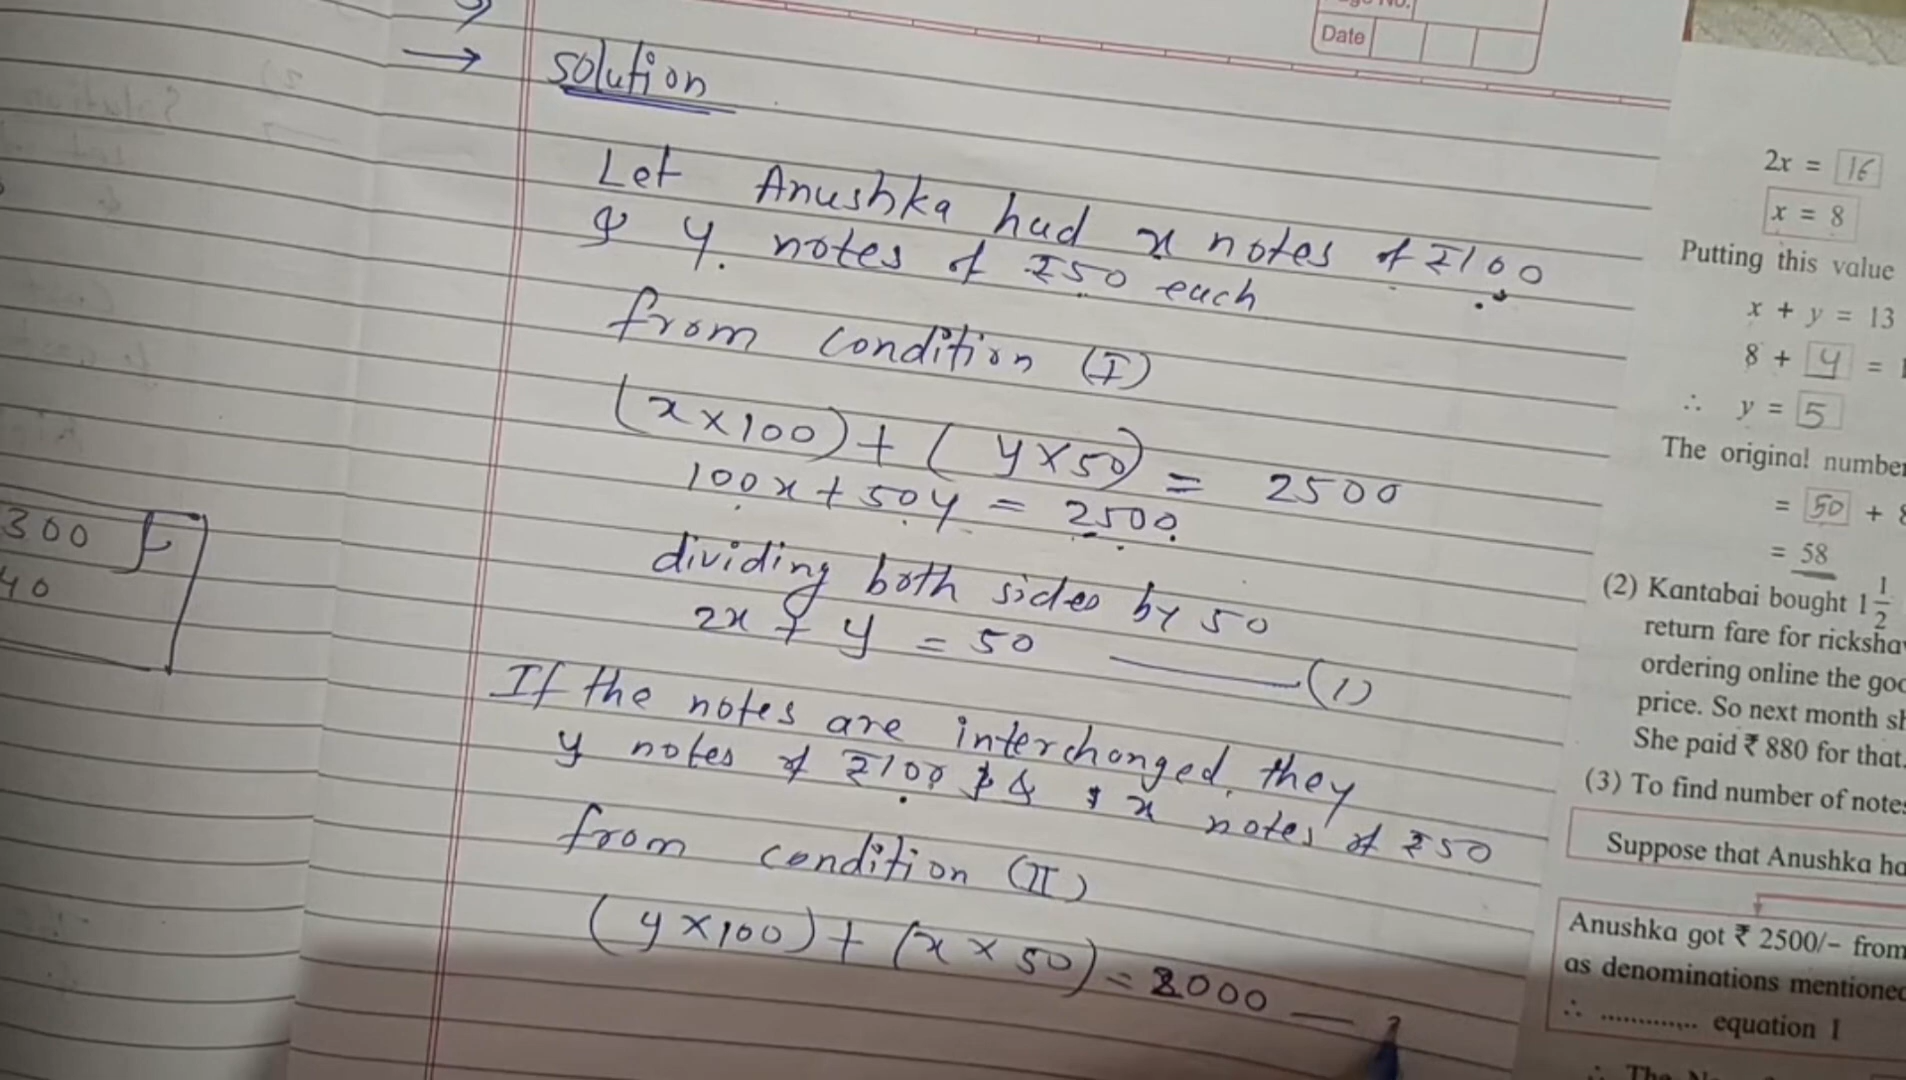 Date
→ solution
Let Anushka had x notes of ₹100
& y notes of ₹50 each
from condition (I)
(x×100)+(y×50) = 2500
100x + 50y = 2500
dividing both sides by 50
2x + y = 50 —— (1)
If the notes are interchanged, they
y notes of ₹100 & x notes of ₹50
from condition (II)
(y×100)+(x×50)=2000 —
300
40
2x = 16
x = 8
Putting this value
x + y = 13
8 + y =
∴ y = 5
The original number
= 50 + 8
= 58
(2) Kantabai bought 1 1/2
return fare for
ordering online the
price. So next month
She paid ₹ 880 for that.
(3) To find number of notes
Suppose that Anushka
Anushka got ₹ 2500/- from
as denominations mentioned
∴ ............. equation 1